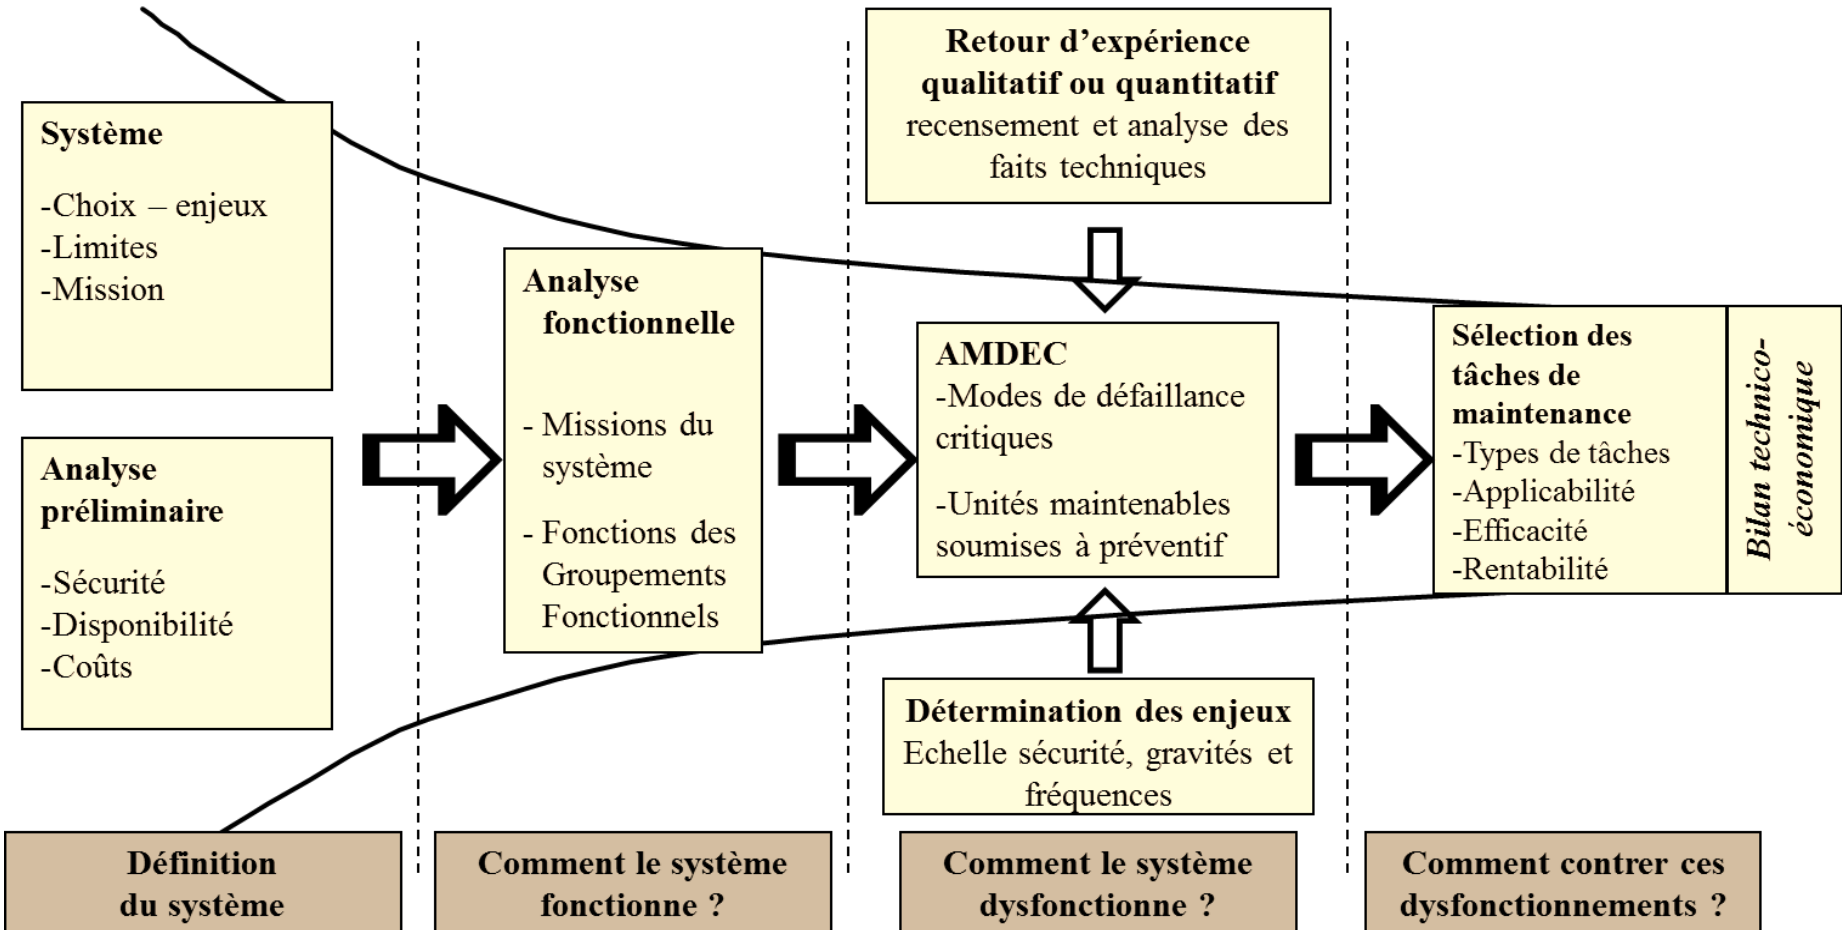 Système
-Choix – enjeux
-Limites
-Mission
Analyse
préliminaire
-Sécurité
-Disponibilité
-Coûts
Définition
du système
Analyse
fonctionnelle
- Missions du
système
- Fonctions des
Groupements
Fonctionnels
Comment le système
fonctionne ?
Retour d’expérience
qualitatif ou quantitatif
recensement et analyse des
faits techniques
AMDEC
-Modes de défaillance
critiques
-Unités maintenables
soumises à préventif
Détermination des enjeux
Echelle sécurité, gravités et
fréquences
Comment le système
dysfonctionne ?
Sélection des
tâches de
maintenance
-Types de tâches
-Applicabilité
-Efficacité
-Rentabilité
Bilan technico-
économique
Comment contrer ces
dysfonctionnements ?